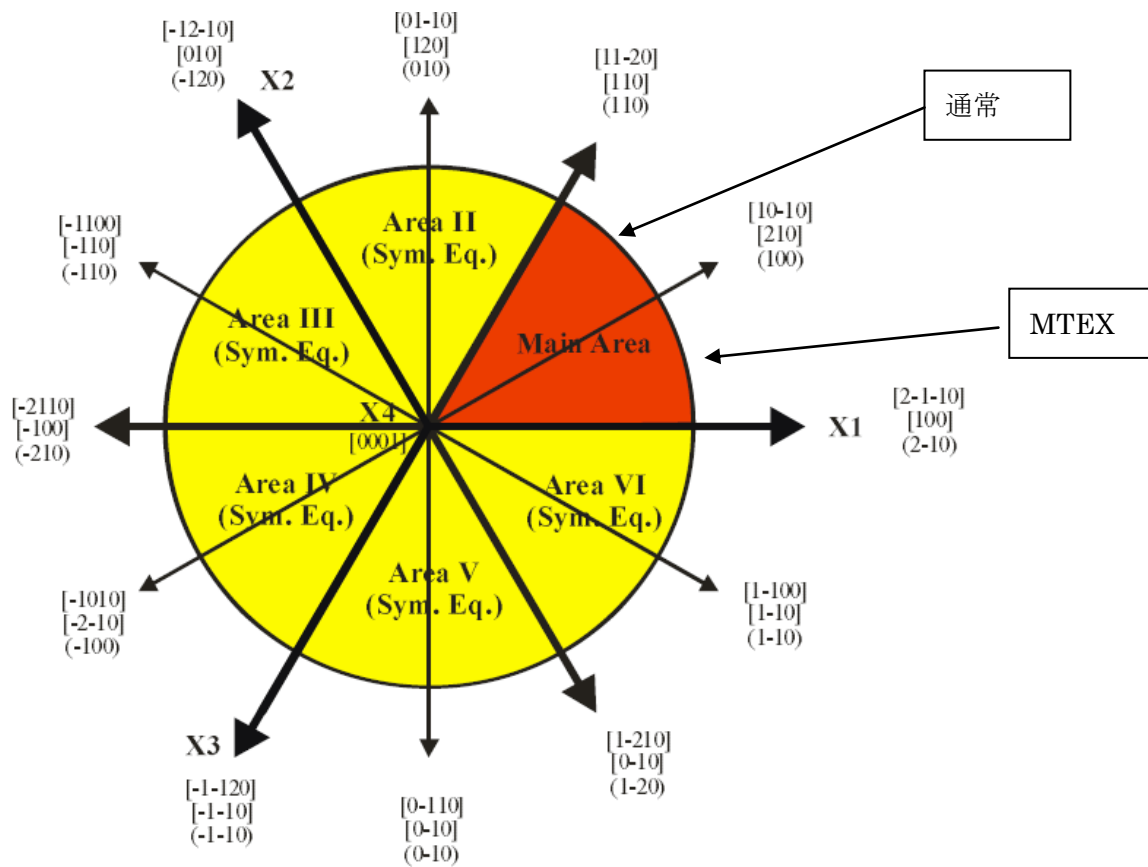 [-12-10]
[010]
(-120)
X2
[01-10]
[120]
(010)
[11-20]
[110]
(110)
通常
[10-10]
[210]
(100)
[-1100]
[-110]
(-110)
Area II
(Sym. Eq.)
MTEX
Area III
(Sym. Eq.)
Main Area
[-2110]
[-100]
(-210)
X4
[0001]
X1
[2-1-10]
[100]
(2-10)
Area IV
(Sym. Eq.)
Area VI
(Sym. Eq.)
Area V
(Sym. Eq.)
[-1010]
[-2-10]
(-100)
[1-100]
[1-10]
(1-10)
X3
[-1-120]
[-1-10]
(-1-10)
[0-110]
[0-10]
(0-10)
[1-210]
[0-10]
(1-20)